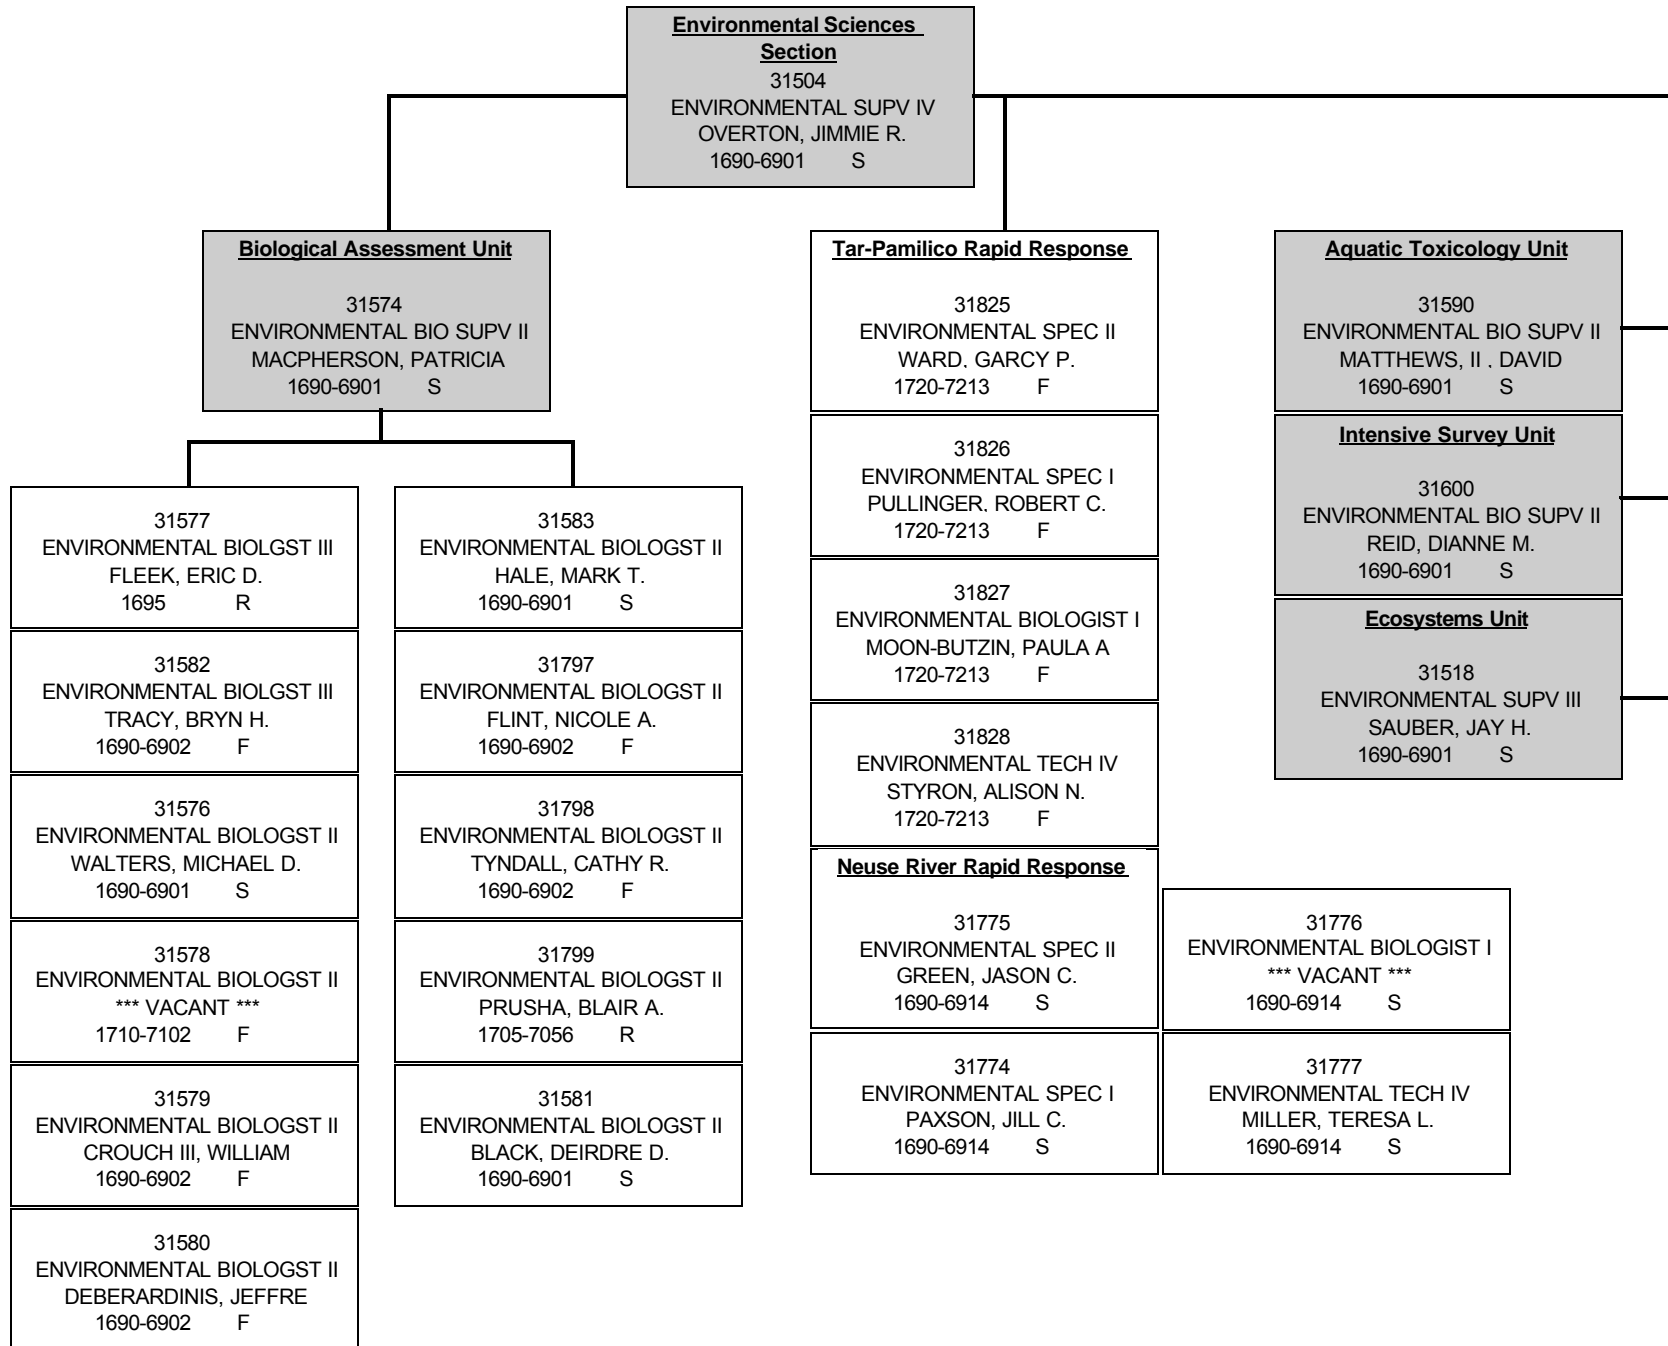 Environmental Sciences
Section
31504
ENVIRONMENTAL SUPV IV
OVERTON, JIMMIE R.
1690-6901 S
Biological Assessment Unit
31574
ENVIRONMENTAL BIO SUPV II
MACPHERSON, PATRICIA
1690-6901 S
31577
ENVIRONMENTAL BIOLGST III
FLEEK, ERIC D.
1695 R
31582
ENVIRONMENTAL BIOLGST III
TRACY, BRYN H.
1690-6902 F
31576
ENVIRONMENTAL BIOLOGST II
WALTERS, MICHAEL D.
1690-6901 S
31578
ENVIRONMENTAL BIOLOGST II
*** VACANT ***
1710-7102 F
31579
ENVIRONMENTAL BIOLOGST II
CROUCH III, WILLIAM
1690-6902 F
31580
ENVIRONMENTAL BIOLOGST II
DEBERARDINIS, JEFFRE
1690-6902 F
31583
ENVIRONMENTAL BIOLOGST II
HALE, MARK T.
1690-6901 S
31797
ENVIRONMENTAL BIOLOGST II
FLINT, NICOLE A.
1690-6902 F
31798
ENVIRONMENTAL BIOLOGST II
TYNDALL, CATHY R.
1690-6902 F
31799
ENVIRONMENTAL BIOLOGST II
PRUSHA, BLAIR A.
1705-7056 R
31581
ENVIRONMENTAL BIOLOGST II
BLACK, DEIRDRE D.
1690-6901 S
Tar-Pamilico Rapid Response
31825
ENVIRONMENTAL SPEC II
WARD, GARCY P.
1720-7213 F
31826
ENVIRONMENTAL SPEC I
PULLINGER, ROBERT C.
1720-7213 F
31827
ENVIRONMENTAL BIOLOGIST I
MOON-BUTZIN, PAULA A
1720-7213 F
31828
ENVIRONMENTAL TECH IV
STYRON, ALISON N.
1720-7213 F
Neuse River Rapid Response
31775
ENVIRONMENTAL SPEC II
GREEN, JASON C.
1690-6914 S
31774
ENVIRONMENTAL SPEC I
PAXSON, JILL C.
1690-6914 S
31776
ENVIRONMENTAL BIOLOGIST I
*** VACANT ***
1690-6914 S
31777
ENVIRONMENTAL TECH IV
MILLER, TERESA L.
1690-6914 S
Aquatic Toxicology Unit
31590
ENVIRONMENTAL BIO SUPV II
MATTHEWS, II , DAVID
1690-6901 S
Intensive Survey Unit
31600
ENVIRONMENTAL BIO SUPV II
REID, DIANNE M.
1690-6901 S
Ecosystems Unit
31518
ENVIRONMENTAL SUPV III
SAUBER, JAY H.
1690-6901 S